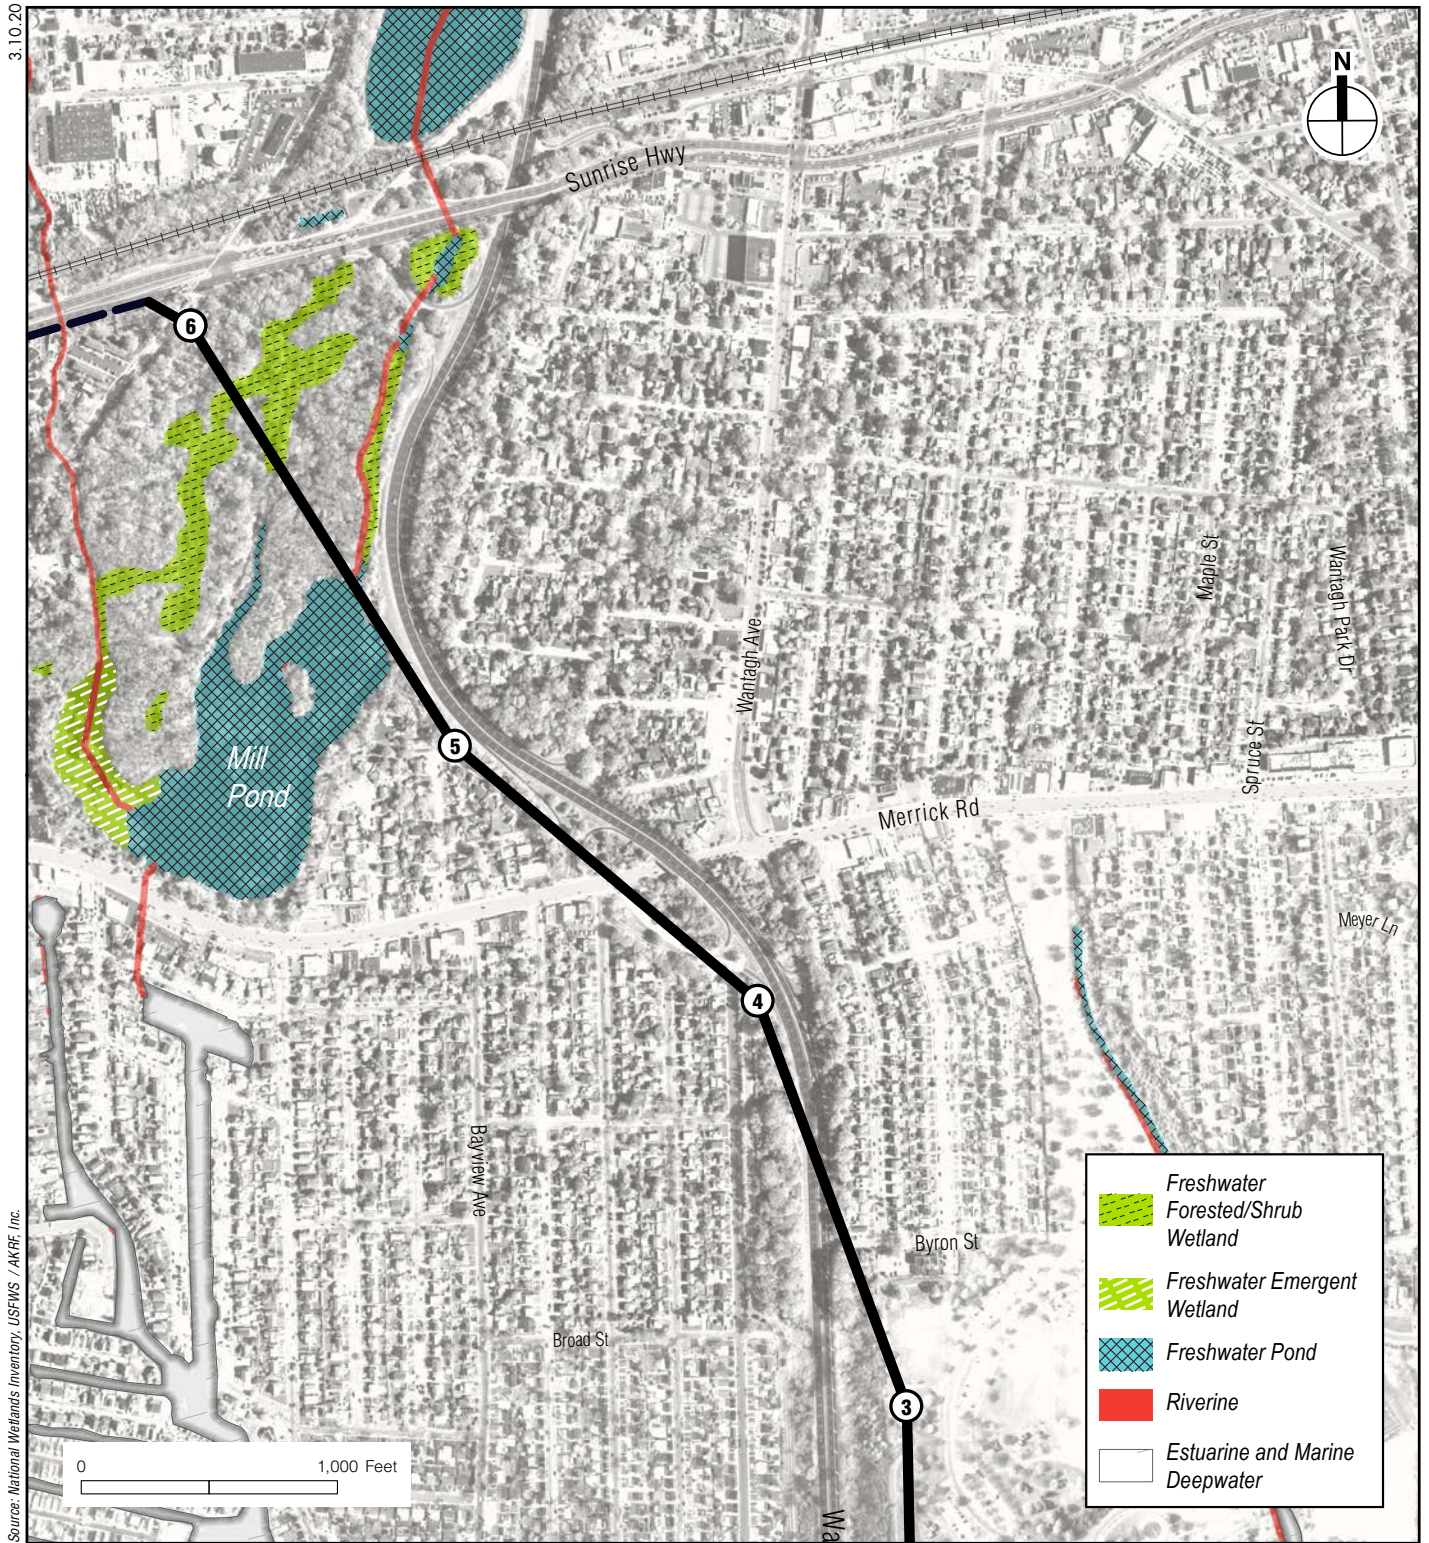 3.10.20
N
Sunrise Hwy
6
Maple St
Wantagh Park Dr
Wantagh Ave
5
Mill
Pond
Spruce St
Merrick Rd
Meyer Ln
4
Bayview Ave
Byron St
Broad St
3
Wa
Freshwater
Forested/Shrub
Wetland
Freshwater Emergent
Wetland
Freshwater Pond
Riverine
Estuarine and Marine
Deepwater
0 1,000 Feet
Source: National Wetlands Inventory, USFWS / AKRF, Inc.